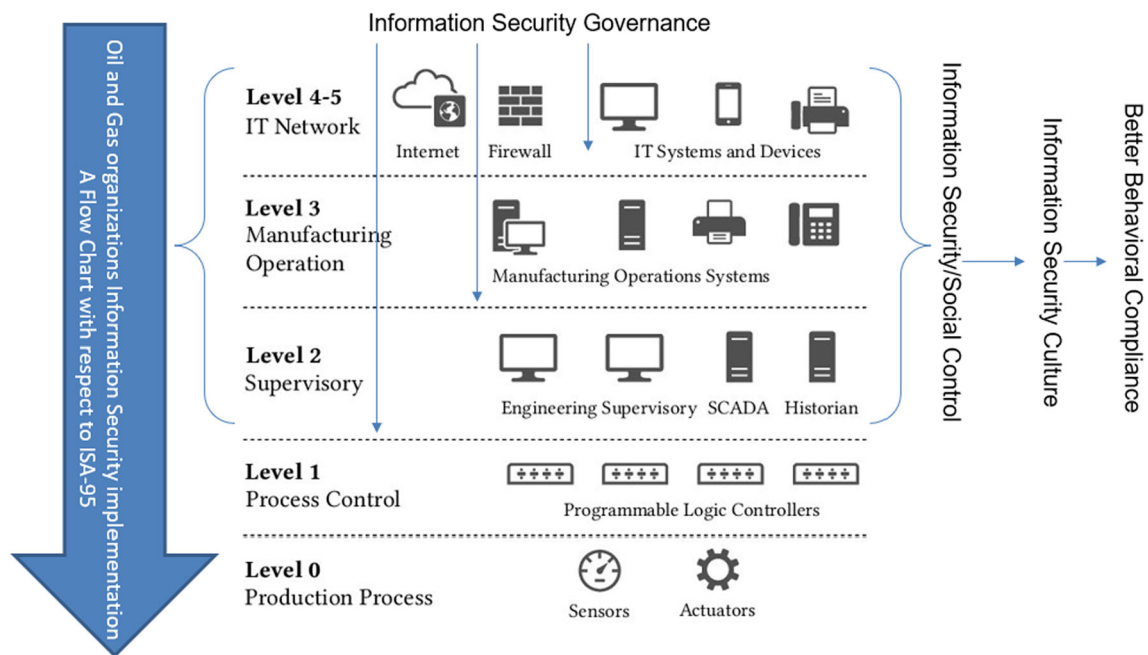 Information Security Governance
Oil and Gas organizations Information Security implementation
A Flow Chart with respect to ISA-95
Level 4-5
IT Network
Internet
Firewall
IT Systems and Devices
Level 3
Manufacturing
Operation
Manufacturing Operations Systems
Level 2
Supervisory
Engineering Supervisory
SCADA
Historian
Level 1
Process Control
Programmable Logic Controllers
Level 0
Production Process
Sensors
Actuators
Information Security/Social Control
Information Security Culture
Better Behavioral Compliance